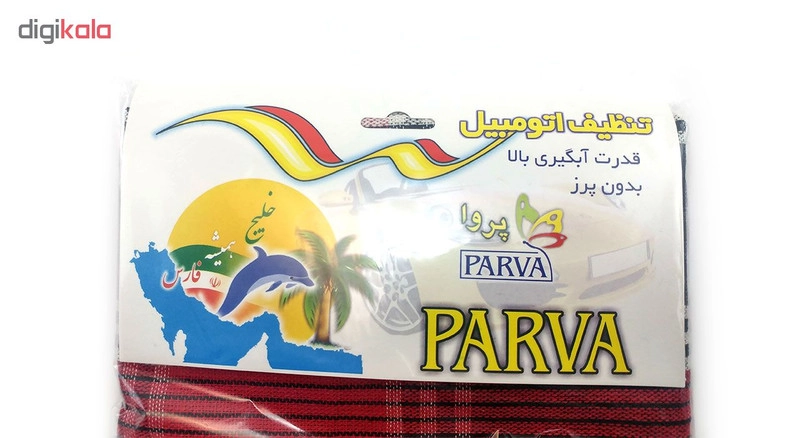 digikala
تنظیف اتومبیل
قدرت آبگیری بالا
بدون پرز
پروا
PARVA
PARVA
خلیج
همیشه
فارس